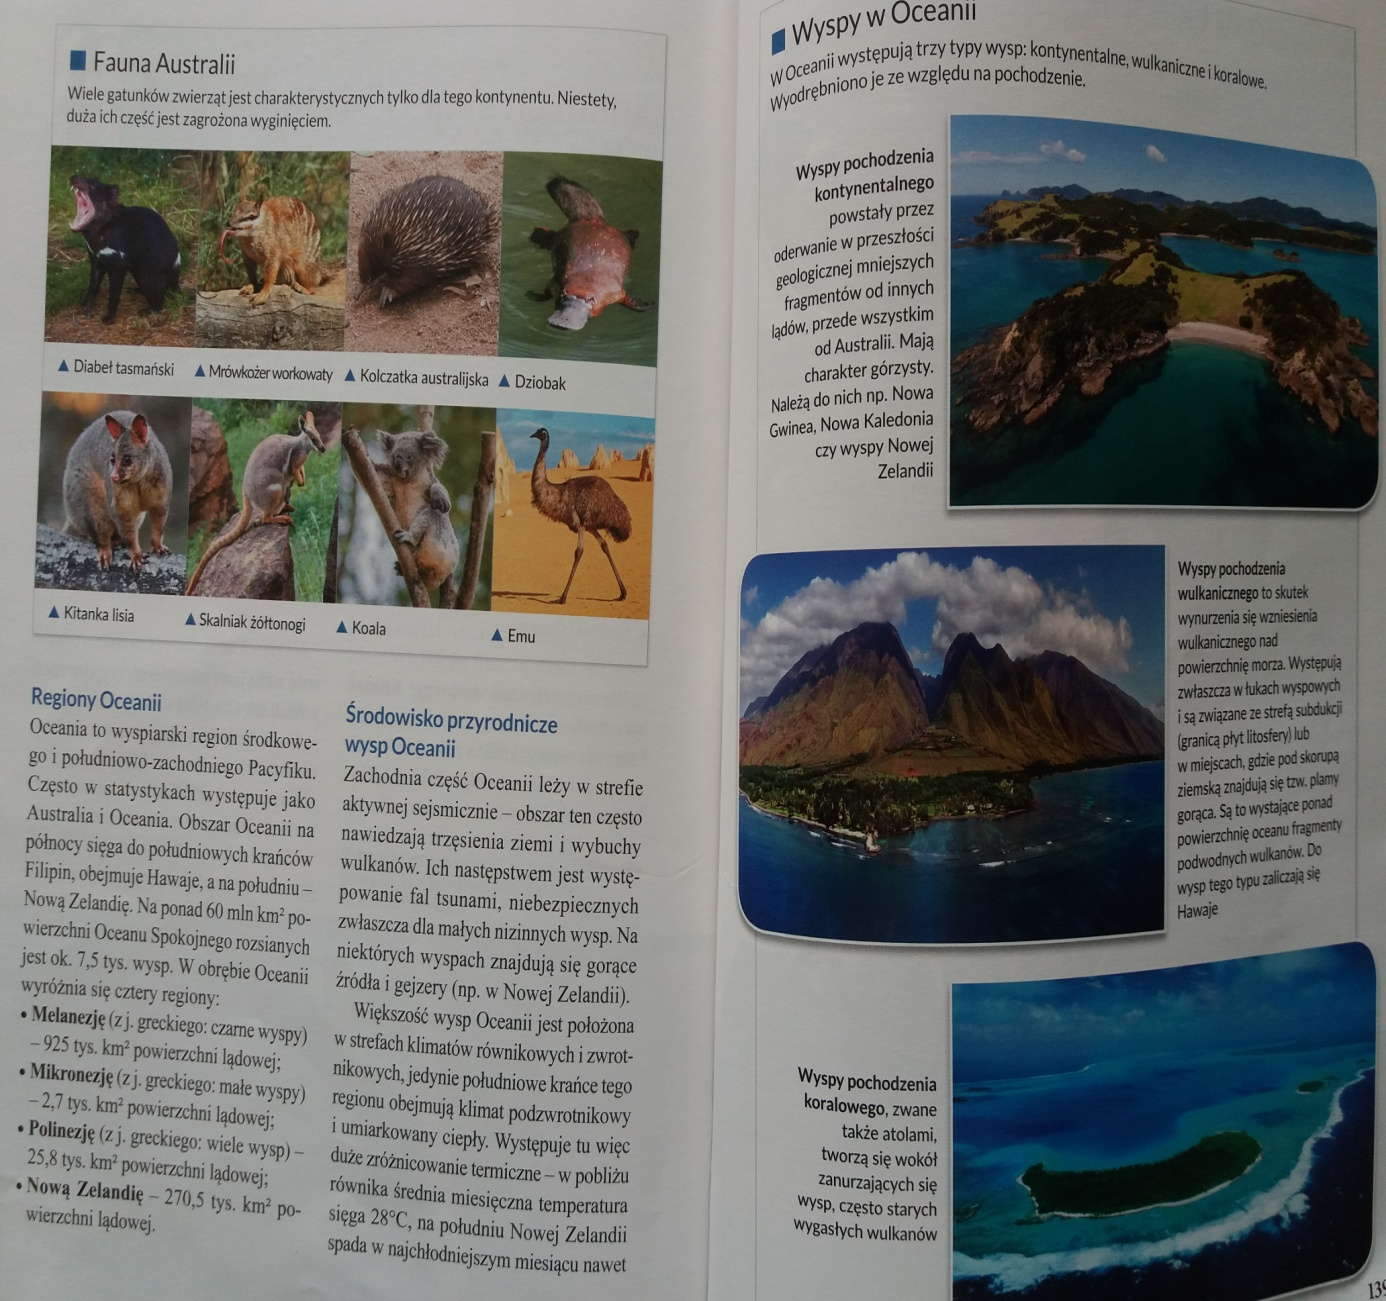 Fauna Australii
Wiele gatunków zwierząt jest charakterystycznych tylko dla tego kontynentu. Niestety,
duża ich część jest zagrożona wyginięciem.
▲ Diabeł tasmański ▲ Mrówkożer workowaty ▲ Kolczatka australijska ▲ Dziobak
▲ Kitanka lisia ▲ Skalniak żółtonogi ▲ Koala ▲ Emu
Regiony Oceanii
Oceania to wyspiarski region środkowe-
go i południowo-zachodniego Pacyfiku.
Często w statystykach występuje jako
Australia i Oceania. Obszar Oceanii na
północy sięga do południowych krańców
Filipin, obejmuje Hawaje, a na południu –
Nową Zelandię. Na ponad 60 mln km² po-
wierzchni Oceanu Spokojnego rozsianych
jest ok. 7,5 tys. wysp. W obrębie Oceanii
wyróżnia się cztery regiony:
• Melanezję (z j. greckiego: czarne wyspy)
– 925 tys. km² powierzchni lądowej;
• Mikronezję (z j. greckiego: małe wyspy)
– 2,7 tys. km² powierzchni lądowej;
• Polinezję (z j. greckiego: wiele wysp) –
25,8 tys. km² powierzchni lądowej;
• Nową Zelandię – 270,5 tys. km² po-
wierzchni lądowej.
Środowisko przyrodnicze
wysp Oceanii
Zachodnia część Oceanii leży w strefie
aktywnej sejsmicznie – obszar ten często
nawiedzają trzęsienia ziemi i wybuchy
wulkanów. Ich następstwem jest wystę-
powanie fal tsunami, niebezpiecznych
zwłaszcza dla małych nizinnych wysp. Na
niektórych wyspach znajdują się gorące
źródła i gejzery (np. w Nowej Zelandii).
Większość wysp Oceanii jest położona
w strefach klimatów równikowych i zwrot-
nikowych, jedynie południowe krańce tego
regionu obejmują klimat podzwrotnikowy
i umiarkowany ciepły. Występuje tu więc
duże zróżnicowanie termiczne – w pobliżu
równika średnia miesięczna temperatura
sięga 28°C, na południu Nowej Zelandii
spada w najchłodniejszym miesiącu nawet
Wyspy w Oceanii
W Oceanii występują trzy typy wysp: kontynentalne, wulkaniczne i koralowe.
Wyodrębniono je ze względu na pochodzenie.
Wyspy pochodzenia
kontynentalnego
powstały przez
oderwanie w przeszłości
geologicznej mniejszych
fragmentów od innych
lądów, przede wszystkim
od Australii. Mają
charakter górzysty.
Należą do nich np. Nowa
Gwinea, Nowa Kaledonia
czy wyspy Nowej
Zelandii
Wyspy pochodzenia
wulkanicznego to skutek
wynurzenia się wzniesienia
wulkanicznego nad
powierzchnię morza. Występują
zwłaszcza w łukach wyspowych
i są związane ze strefą subdukcji
(granicą płyt litosfery) lub
w miejscach, gdzie pod skorupą
ziemską znajdują się tzw. plamy
gorąca. Są to wystające ponad
powierzchnię oceanu fragmenty
podwodnych wulkanów. Do
wysp tego typu zaliczają się
Hawaje
Wyspy pochodzenia
koralowego, zwane
także atolami,
tworzą się wokół
zanurzających się
wysp, często starych
wygasłych wulkanów
139